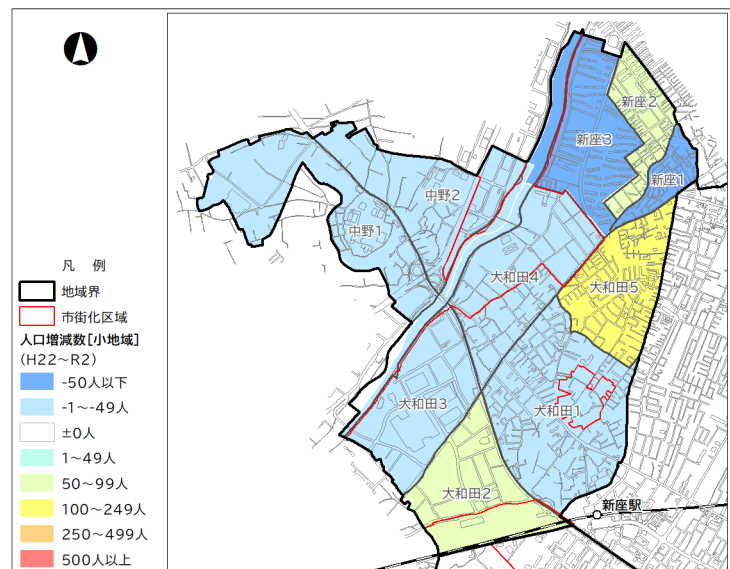 凡 例
地域界
市街化区域
人口増減数[小地域]
(H22~R2)
-50人以下
-1~-49人
±0人
1~49人
50~99人
100~249人
250~499人
500人以上
新座2
新座3
新座1
中野2
中野1
大和田4
大和田5
大和田3
大和田1
大和田2
新座駅